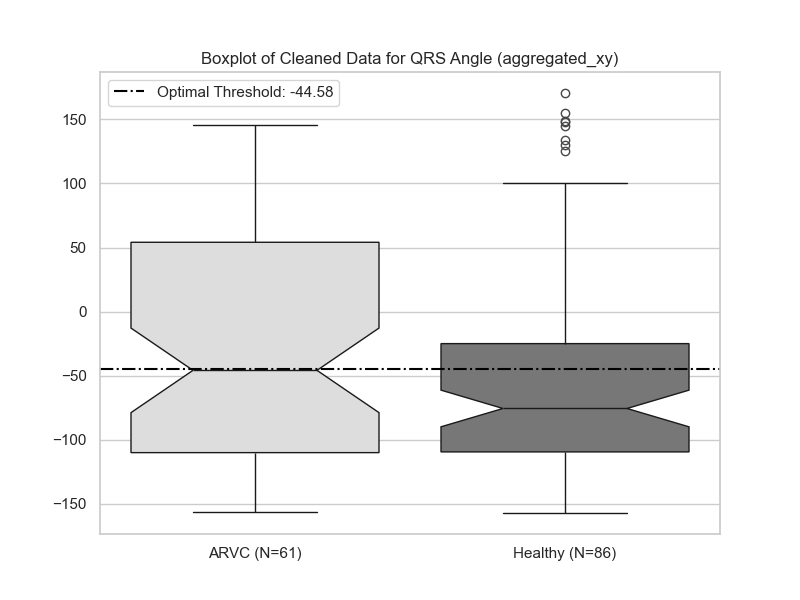 Boxplot of Cleaned Data for QRS Angle (aggregated_xy)
Optimal Threshold: -44.58
150
100
50
0
−50
−100
−150
ARVC (N=61)
Healthy (N=86)